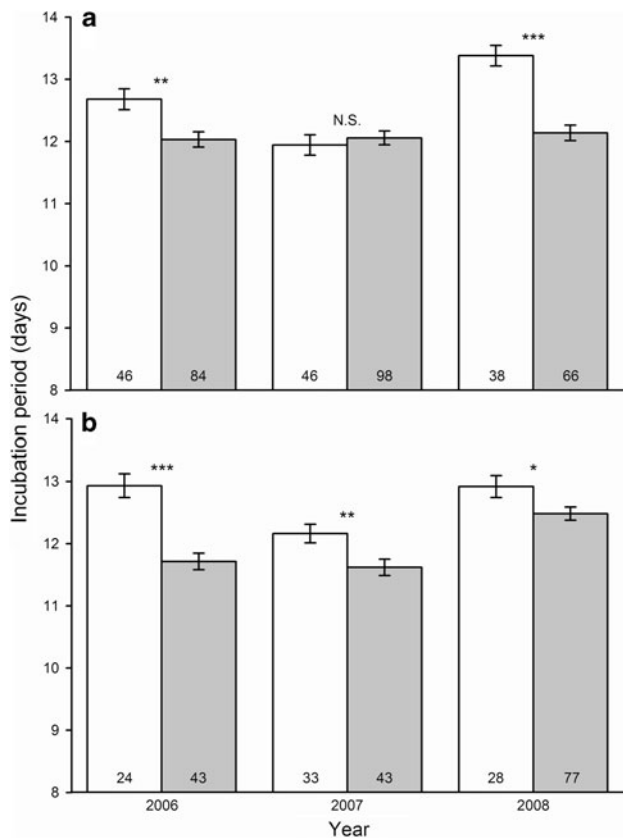 a
14
13
12
11
10
9
8
** N.S. ***
46 84 46 98 38 66
Incubation period (days)
b
14
13
12
11
10
9
8
*** ** *
24 43 33 43 28 77
2006 2007 2008
Year